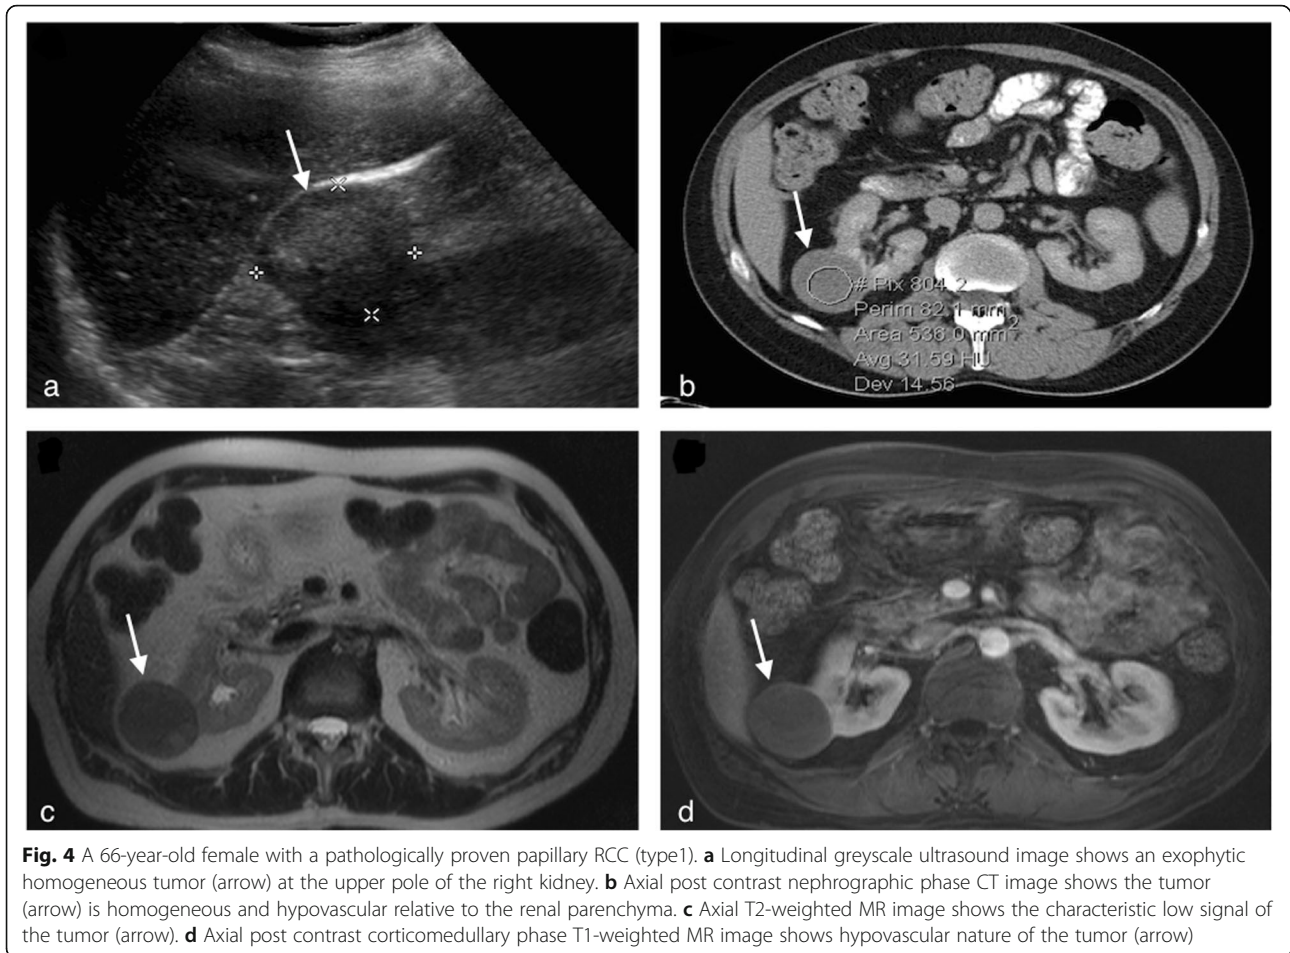 a
b
# Pix 804.2
Perim 82.1 mm
Area 536.0 mm2
Avg 31.59 HU
Dev 14.56
c
d
Fig. 4 A 66-year-old female with a pathologically proven papillary RCC (type1). a Longitudinal greyscale ultrasound image shows an exophytic
homogeneous tumor (arrow) at the upper pole of the right kidney. b Axial post contrast nephrographic phase CT image shows the tumor
(arrow) is homogeneous and hypovascular relative to the renal parenchyma. c Axial T2-weighted MR image shows the characteristic low signal of
the tumor (arrow). d Axial post contrast corticomedullary phase T1-weighted MR image shows hypovascular nature of the tumor (arrow)